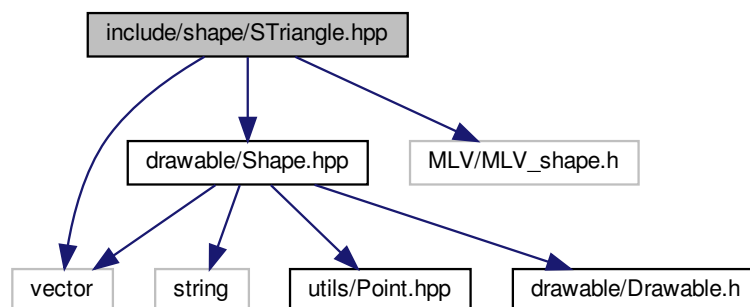 include/shape/STriangle.hpp
drawable/Shape.hpp
MLV/MLV_shape.h
vector
string
utils/Point.hpp
drawable/Drawable.h